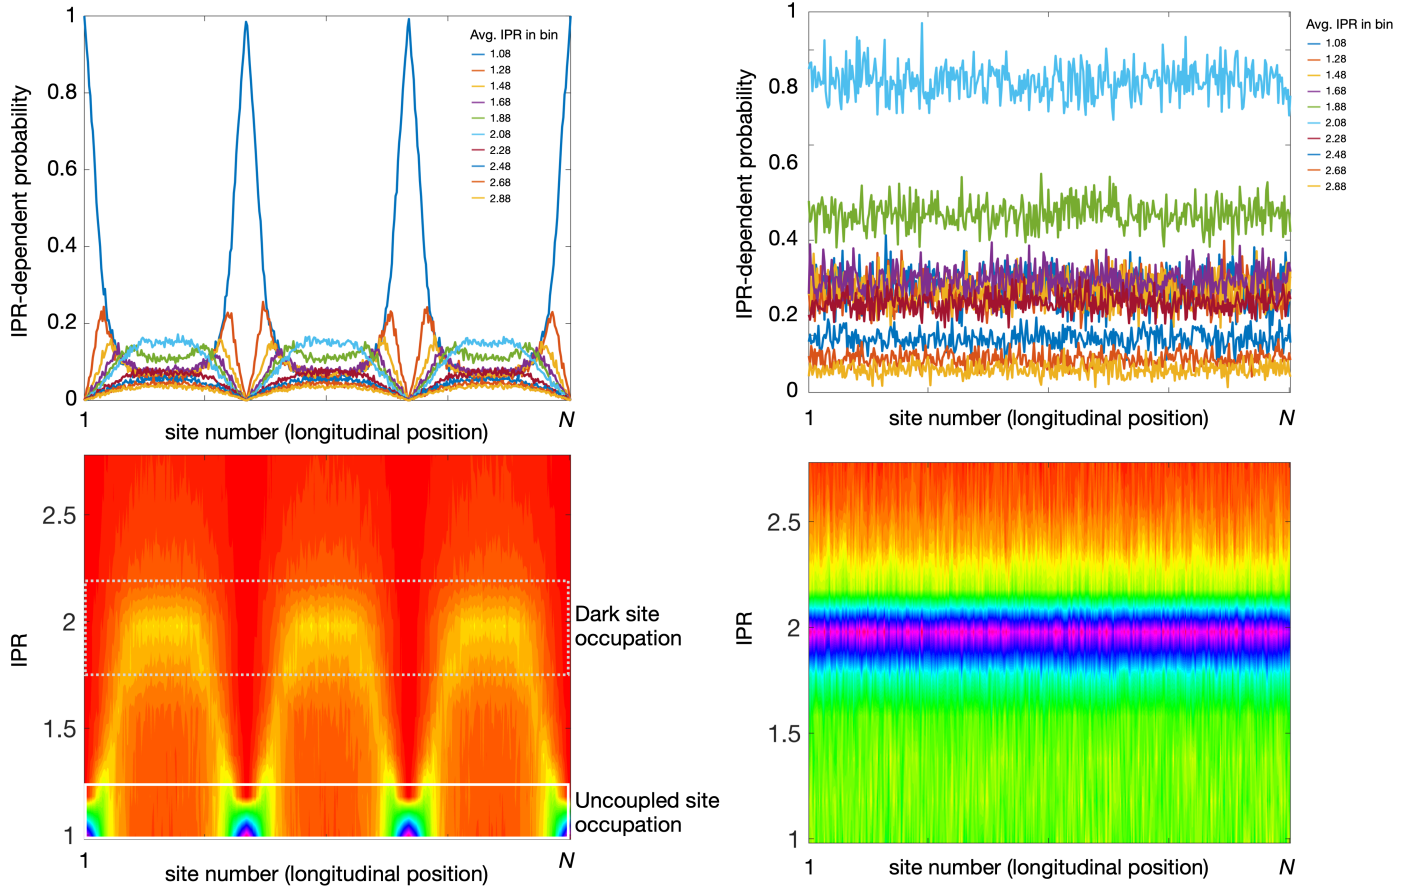 IPR-dependent probability
1
0.8
0.6
0.4
0.2
0
Avg. IPR in bin
1.08
1.28
1.48
1.68
1.88
2.08
2.28
2.48
2.68
2.88
1
N
site number (longitudinal position)
IPR-dependent probability
1
0.8
0.6
0.4
0.2
0
Avg. IPR in bin
1.08
1.28
1.48
1.68
1.88
2.08
2.28
2.48
2.68
2.88
1
N
site number (longitudinal position)
IPR
2.5
2
1.5
1
Dark site
occupation
Uncoupled site
occupation
1
N
site number (longitudinal position)
IPR
2.5
2
1.5
1
1
N
site number (longitudinal position)